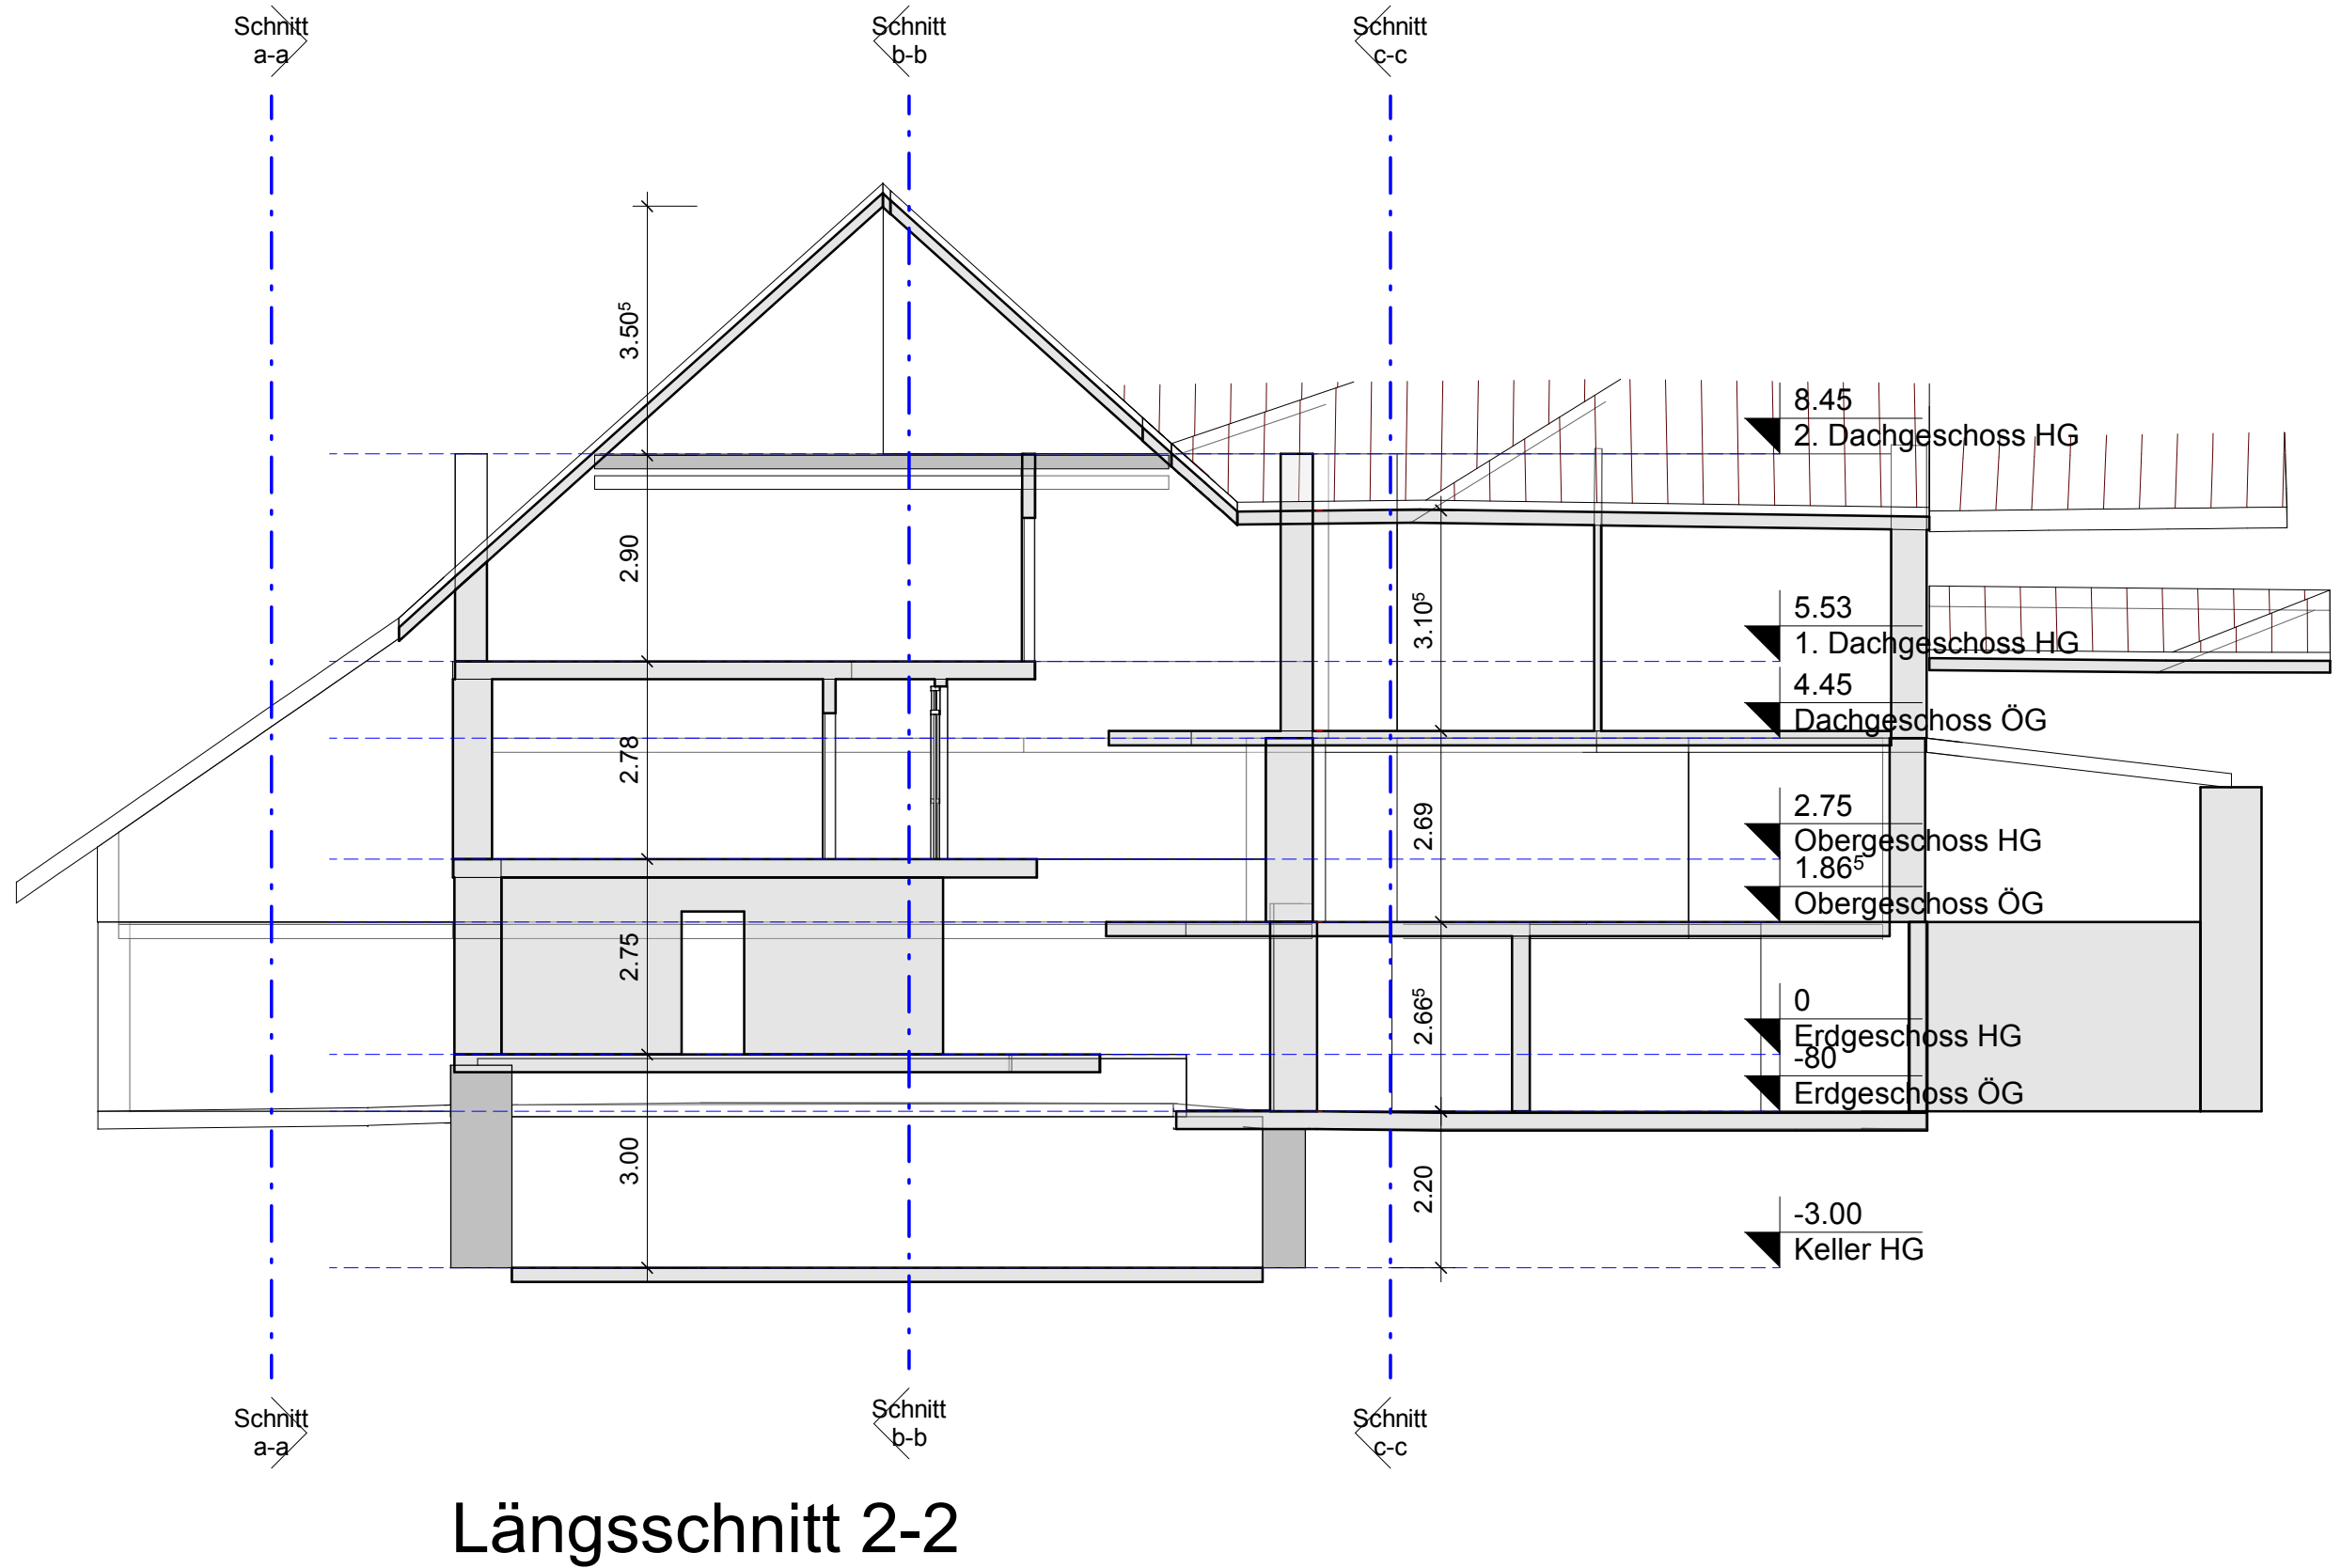 Schnitt
a-a
Schnitt
b-b
Schnitt
c-c
3.50⁵
8.45
2. Dachgeschoss HG
2.90
5.53
1. Dachgeschoss HG
3.10⁵
4.45
Dachgeschoss ÖG
2.78
2.69
2.75
Obergeschoss HG
1.86⁵
Obergeschoss ÖG
2.75
2.66⁵
0
Erdgeschoss HG
-80
Erdgeschoss ÖG
3.00
2.20
-3.00
Keller HG
Schnitt
a-a
Schnitt
b-b
Schnitt
c-c
Längsschnitt 2-2